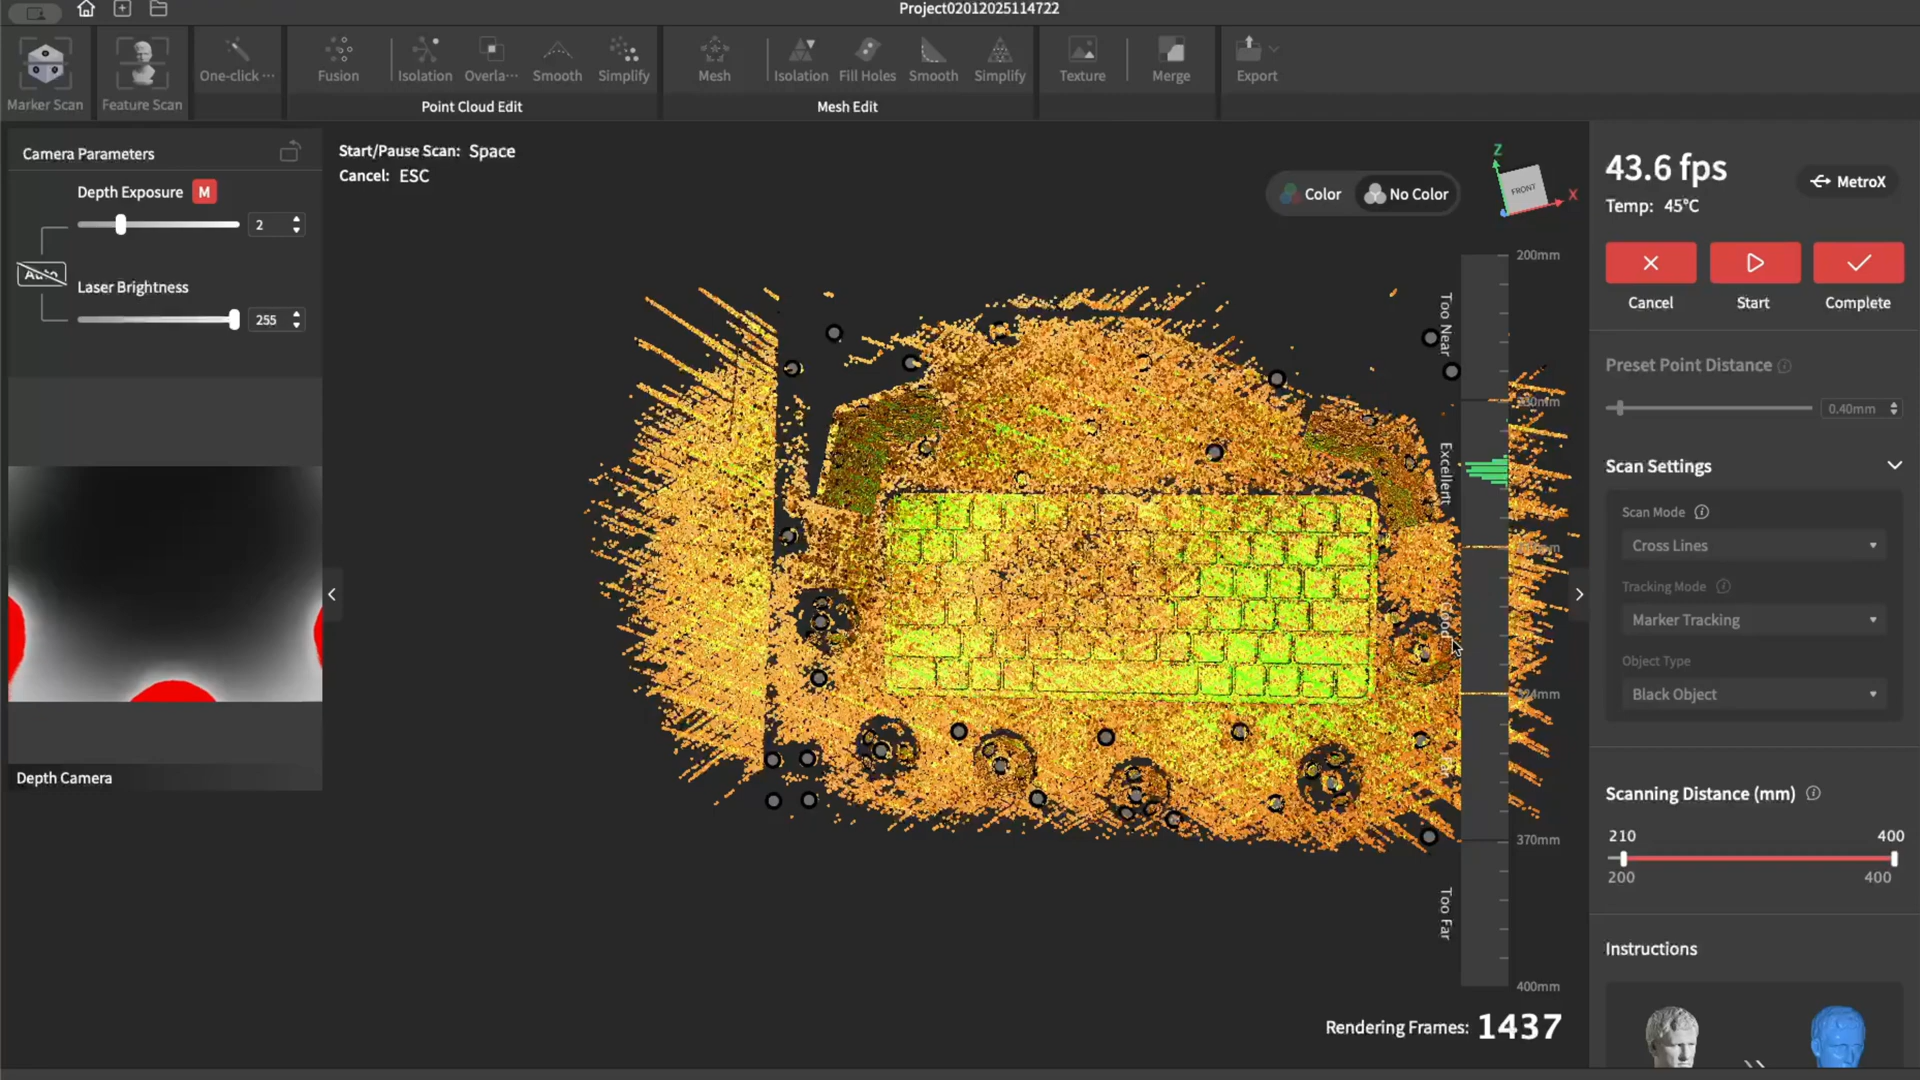 Project02012025114722
Marker Scan
Feature Scan
One-click ···
Fusion
Isolation
Overla···
Smooth
Simplify
Point Cloud Edit
Mesh
Isolation
Fill Holes
Smooth
Simplify
Mesh Edit
Texture
Merge
Export
Camera Parameters
Depth Exposure M
2
Auto
Laser Brightness
255
Depth Camera
Start/Pause Scan: Space
Cancel: ESC
Color
No Color
Z
FRONT
X
200mm
Too Near
Excellent
Good
Far
370mm
Too Far
400mm
Rendering Frames: 1437
43.6 fps
MetroX
Temp: 45°C
Cancel
Start
Complete
Preset Point Distance
0.40mm
Scan Settings
Scan Mode
Cross Lines
Tracking Mode
Marker Tracking
Object Type
Black Object
Scanning Distance (mm)
210 400
200 400
Instructions